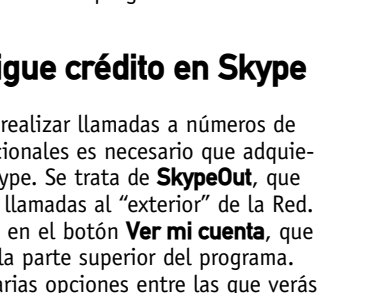 igue crédito en Skype
realizar llamadas a números de
cionales es necesario que adquie-
ype. Se trata de SkypeOut, que
llamadas al “exterior” de la Red.
en el botón Ver mi cuenta, que
la parte superior del programa.
arias opciones entre las que verás